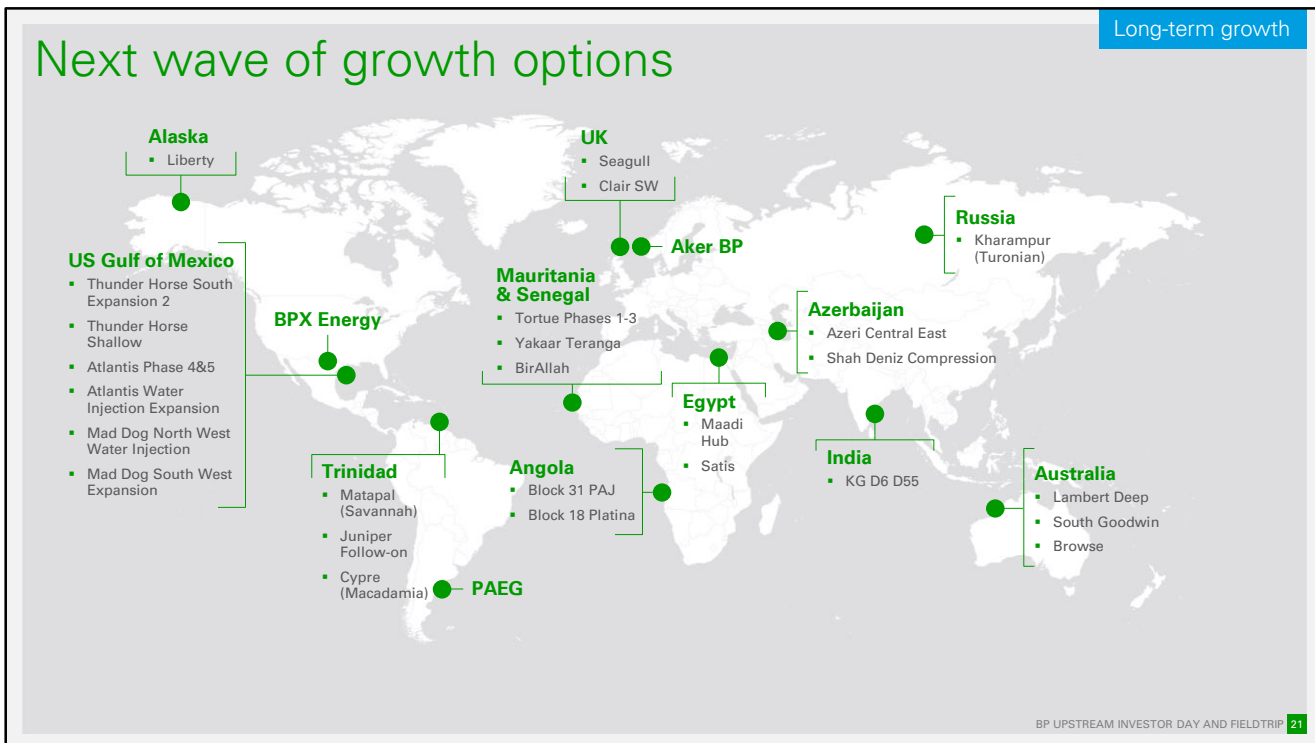 Long-term growth
Next wave of growth options
Alaska
▪ Liberty
US Gulf of Mexico
▪ Thunder Horse South
Expansion 2
▪ Thunder Horse
Shallow
▪ Atlantis Phase 4&5
▪ Atlantis Water
Injection Expansion
▪ Mad Dog North West
Water Injection
▪ Mad Dog South West
Expansion
BPX Energy
Trinidad
▪ Matapal
(Savannah)
▪ Juniper
Follow-on
▪ Cypre
(Macadamia)
PAEG
UK
▪ Seagull
▪ Clair SW
Aker BP
Mauritania
& Senegal
▪ Tortue Phases 1-3
▪ Yakaar Teranga
▪ BirAllah
Angola
▪ Block 31 PAJ
▪ Block 18 Platina
Egypt
▪ Maadi
Hub
▪ Satis
Russia
▪ Kharampur
(Turonian)
Azerbaijan
▪ Azeri Central East
▪ Shah Deniz Compression
India
▪ KG D6 D55
Australia
▪ Lambert Deep
▪ South Goodwin
▪ Browse
BP UPSTREAM INVESTOR DAY AND FIELDTRIP 21